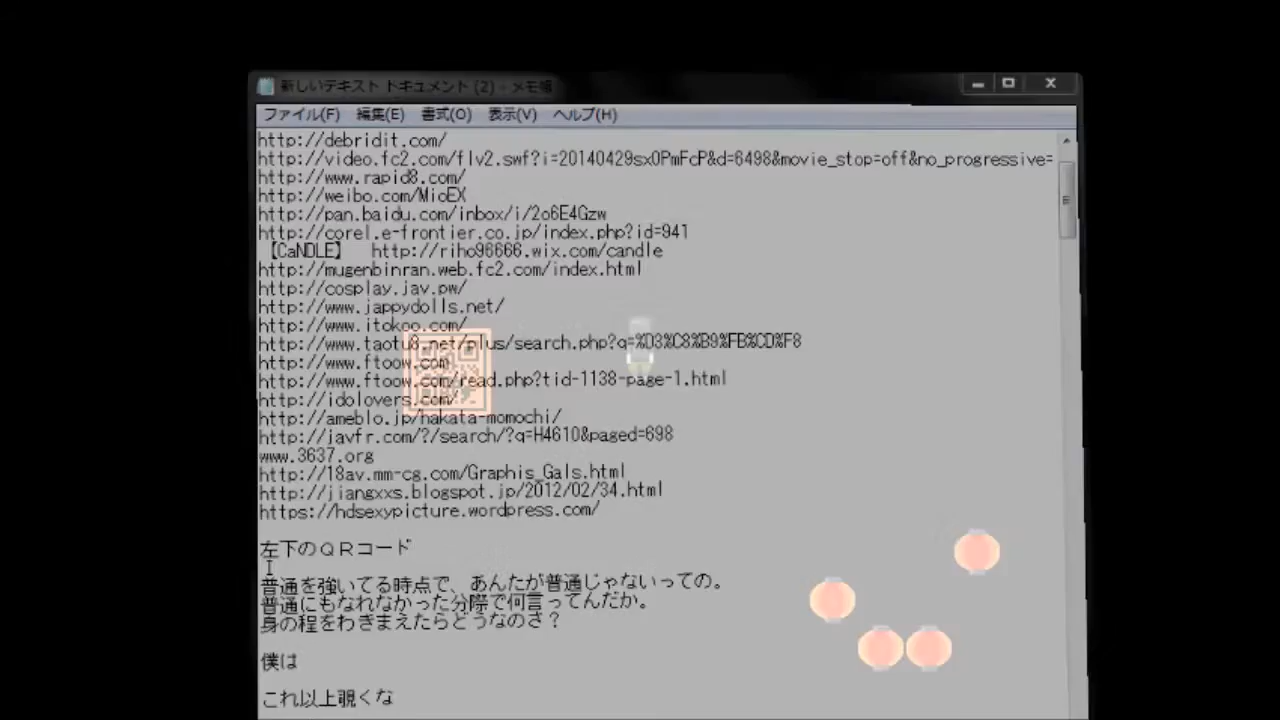 新しいテキスト ドキュメント (2) - メモ帳
ファイル(F) 編集(E) 書式(O) 表示(V) ヘルプ(H)
http://debridit.com/
http://video.fc2.com/flv2.swf?i=20140429sx0PmFcP&d=6498&movie_stop=off&no_progressive=
http://www.rapid8.com/
http://weibo.com/MioEX
http://pan.baidu.com/inbox/i/2o6E4Gzw
http://corel.e-frontier.co.jp/index.php?id=941
【CaNDLE】 http://riho96666.wix.com/candle
http://mugenbinran.web.fc2.com/index.html
http://cosplay.jav.pw/
http://www.jappydolls.net/
http://www.itokoo.com/
http://www.taotu8.net/plus/search.php?q=%D3%C8%B9%FB%CD%F8
http://www.ftoow.com
http://www.ftoow.com/read.php?tid-1138-page-1.html
http://idolovers.com/
http://ameblo.jp/hakata-momochi/
http://javfr.com/?/search/?q=H4610&paged=698
www.3637.org
http://18av.mm-cg.com/Graphis_Gals.html
http://jiangxxs.blogspot.jp/2012/02/34.html
https://hdsexypicture.wordpress.com/
左下のＱＲコード
普通を強いてる時点で、あんたが普通じゃないっての。
普通にもなれなかった分際で何言ってんだか。
身の程をわきまえたらどうなのさ？
僕は
これ以上覗くな